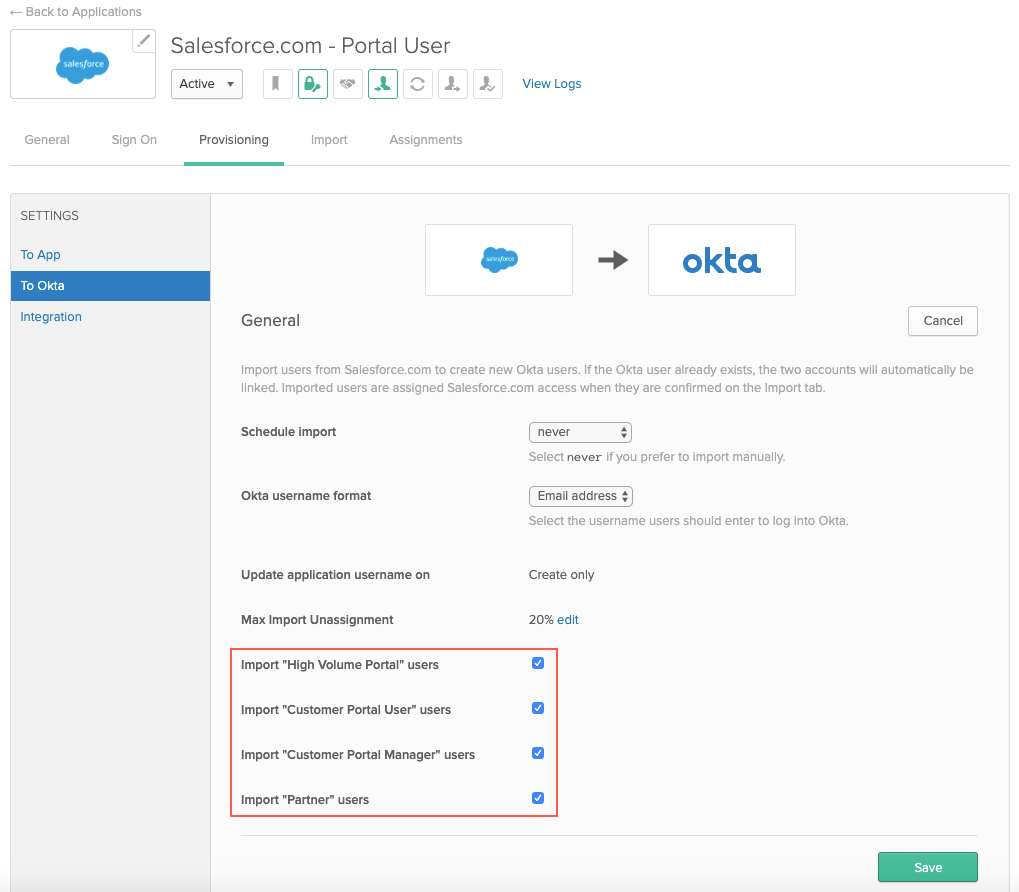 ← Back to Applications
salesforce
Salesforce.com - Portal User
Active
View Logs
General
Sign On
Provisioning
Import
Assignments
SETTINGS
To App
To Okta
Integration
salesforce
okta
General
Cancel
Import users from Salesforce.com to create new Okta users. If the Okta user already exists, the two accounts will automatically be
linked. Imported users are assigned Salesforce.com access when they are confirmed on the Import tab.
Schedule import
never
Select never if you prefer to import manually.
Okta username format
Email address
Select the username users should enter to log into Okta.
Update application username on
Create only
Max Import Unassignment
20% edit
Import "High Volume Portal" users
Import "Customer Portal User" users
Import "Customer Portal Manager" users
Import "Partner" users
Save